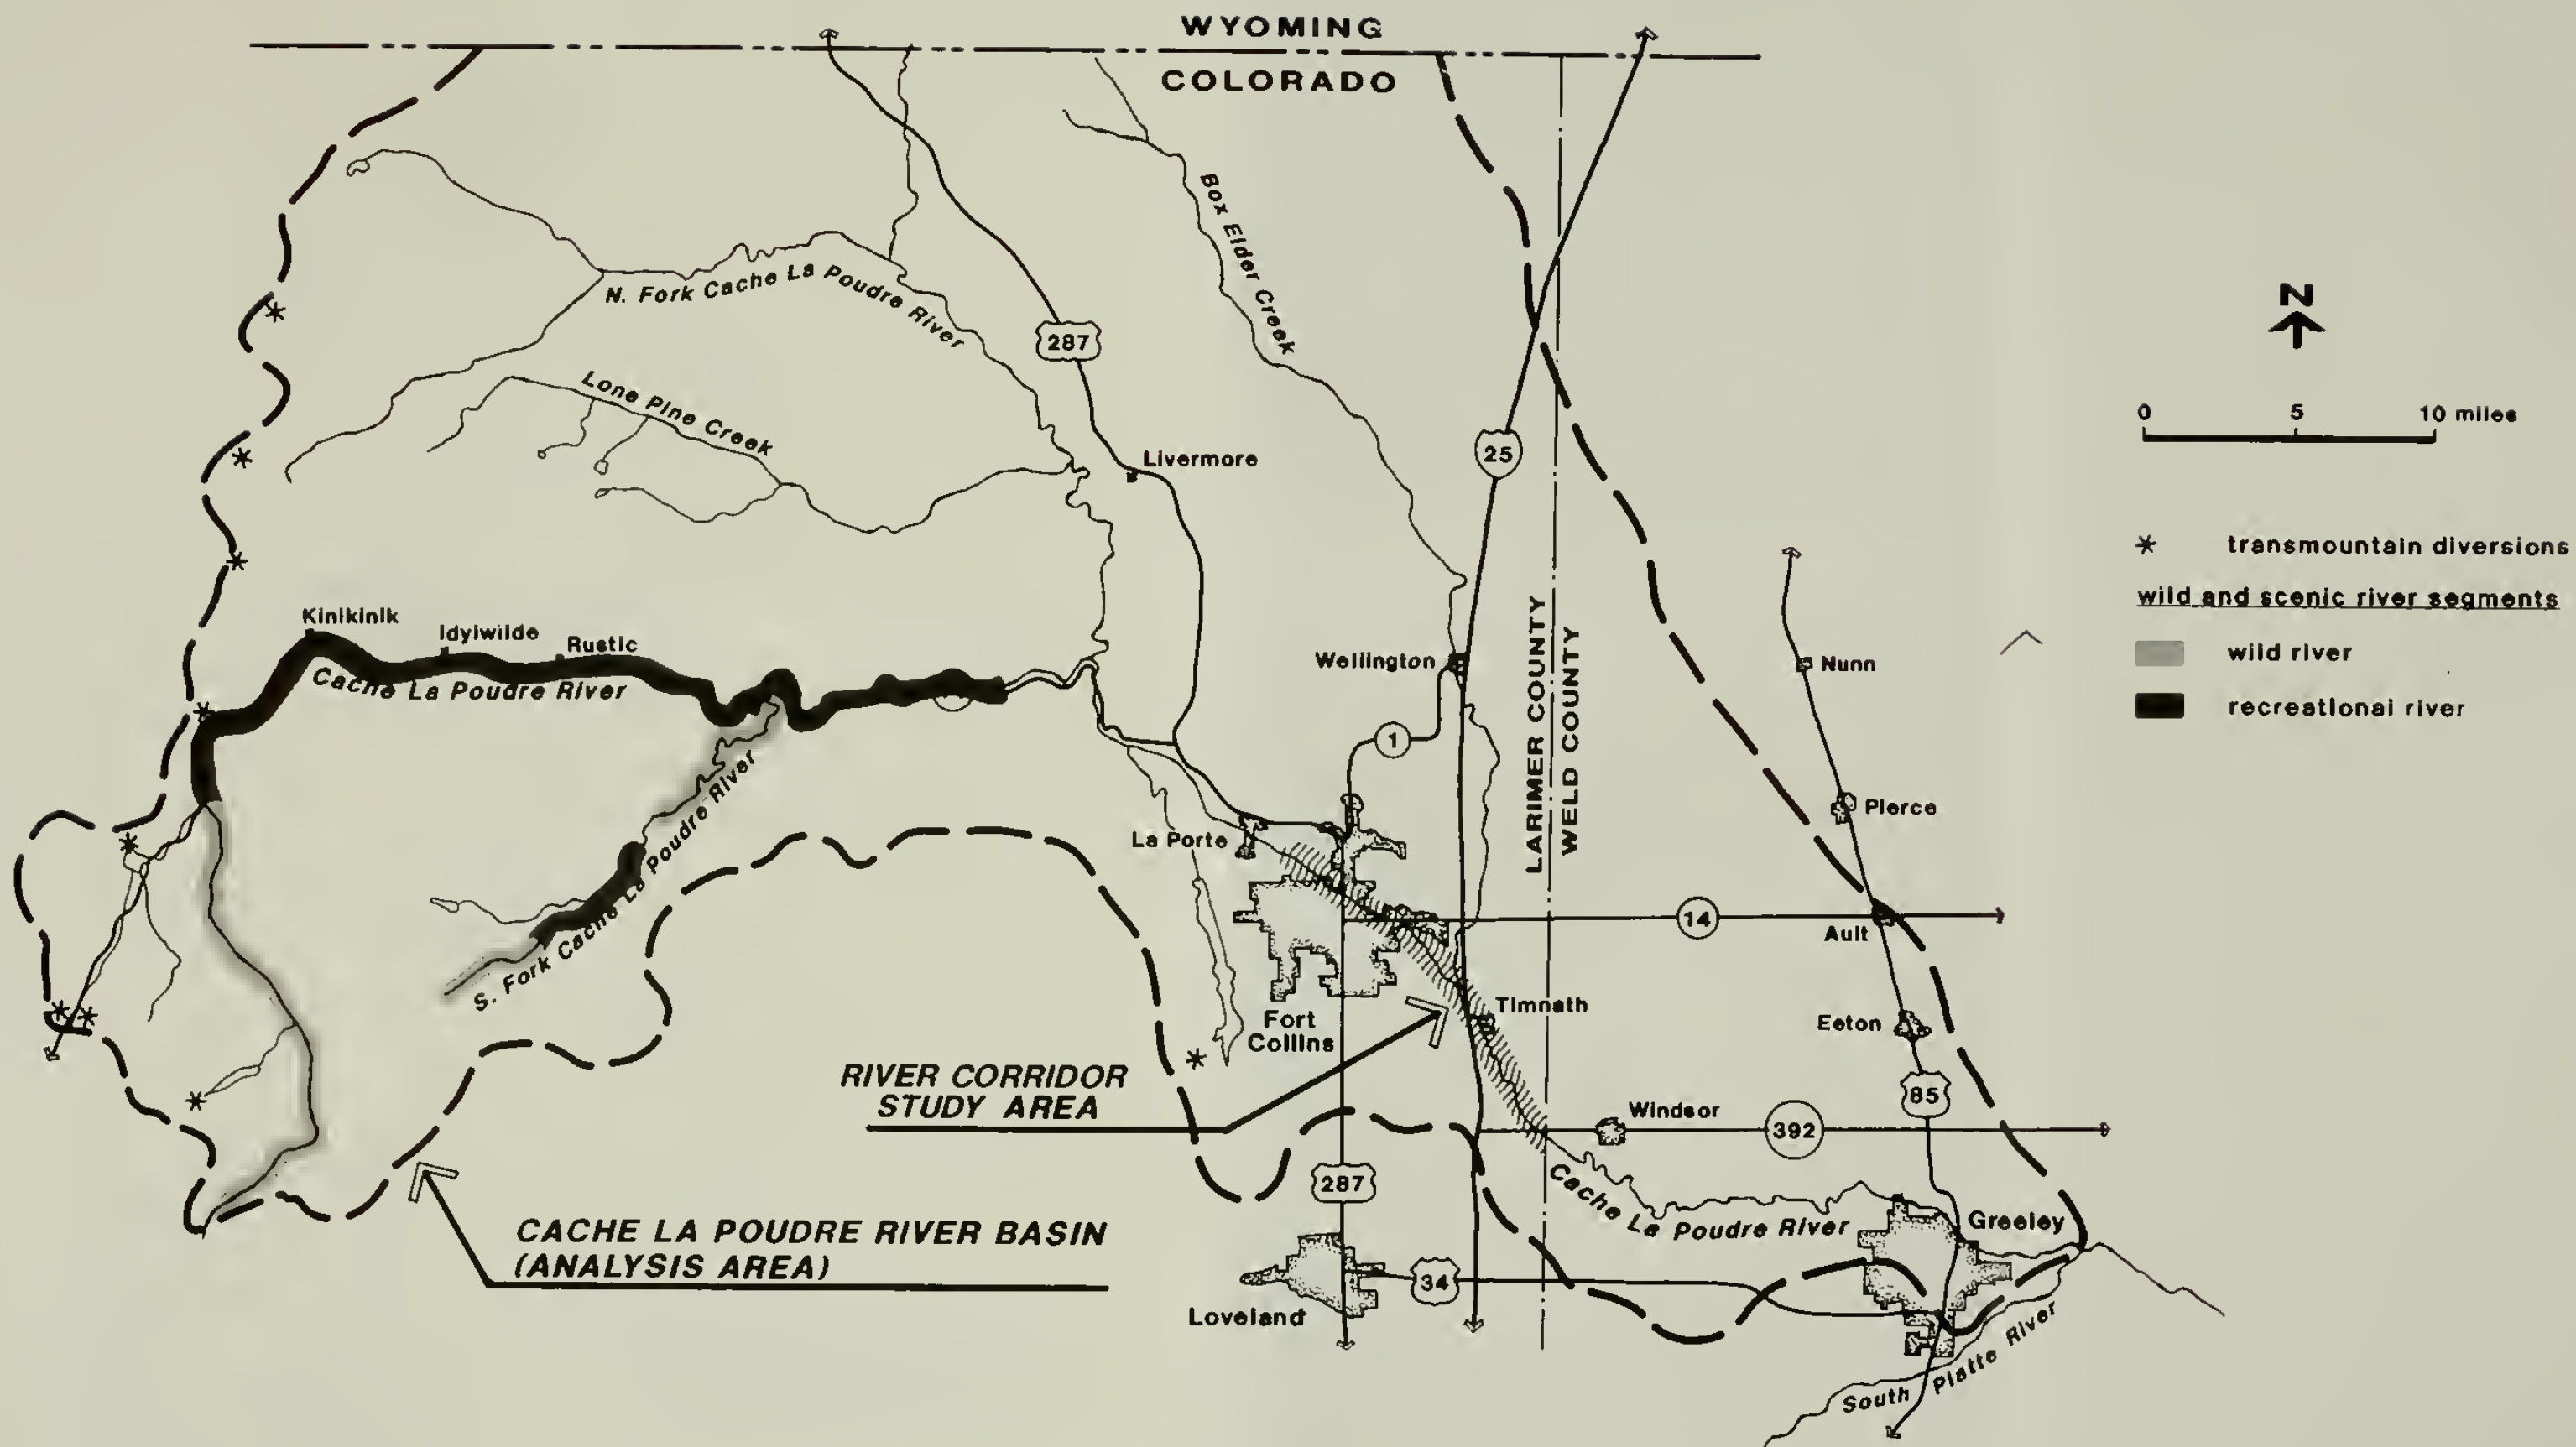 WYOMING
COLORADO
Box Elder Creek
N. Fork Cache La Poudre River
287
N
Lone Pine Creek
0 5 10 miles
Livermore
25
transmountain diversions
wild and scenic river segments
Kinikinik
Idylwilde
Rustic
Cache La Poudre River
Wellington
LARIMER COUNTY
WELD COUNTY
Nunn
wild river
recreational river
1
S. Fork Cache La Poudre River
Pierce
La Porte
14
Ault
Timnath
Fort
Collins
Eeton
RIVER CORRIDOR
STUDY AREA
85
Windsor
392
287
Cache La Poudre River
CACHE LA POUDRE RIVER BASIN
(ANALYSIS AREA)
Greeley
34
Loveland
South Platte River